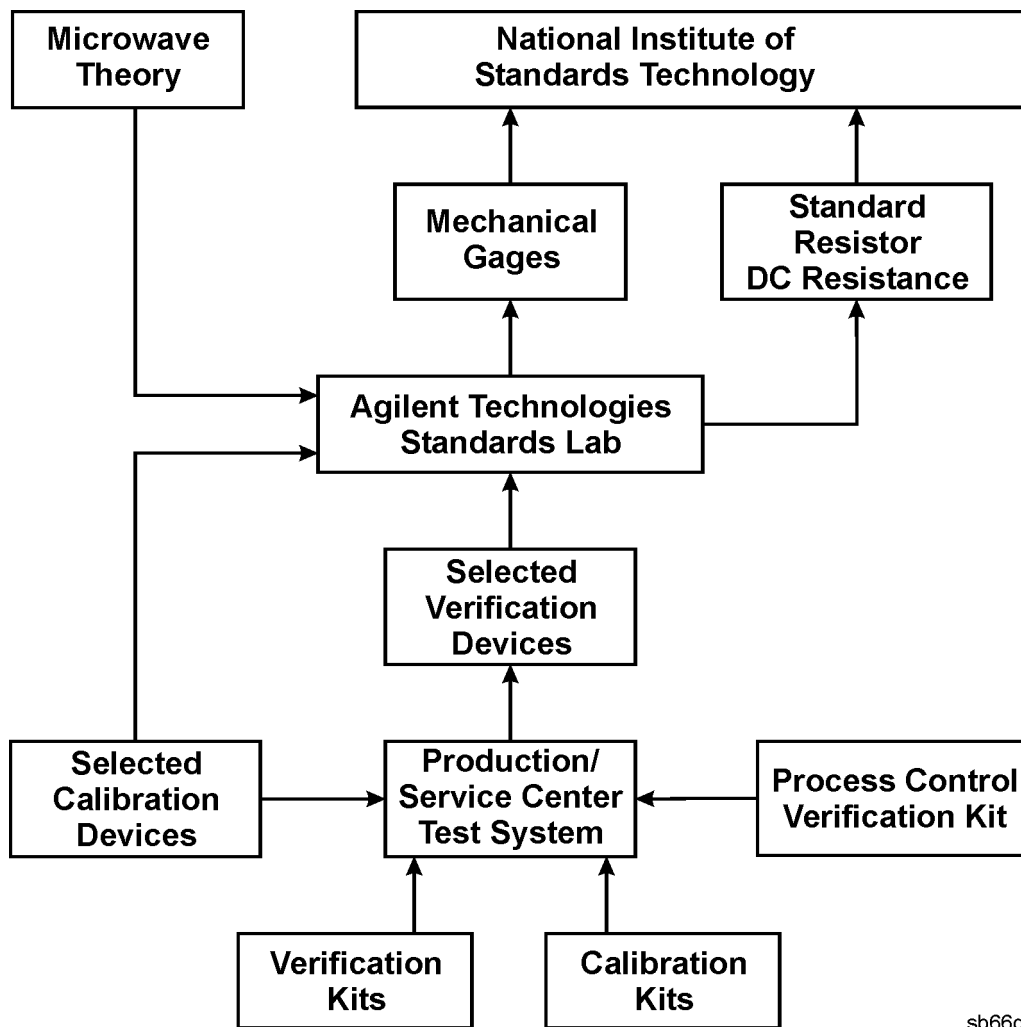 Microwave
Theory
National Institute of
Standards Technology
Mechanical
Gages
Standard
Resistor
DC Resistance
Agilent Technologies
Standards Lab
Selected
Verification
Devices
Selected
Calibration
Devices
Production/
Service Center
Test System
Process Control
Verification Kit
Verification
Kits
Calibration
Kits